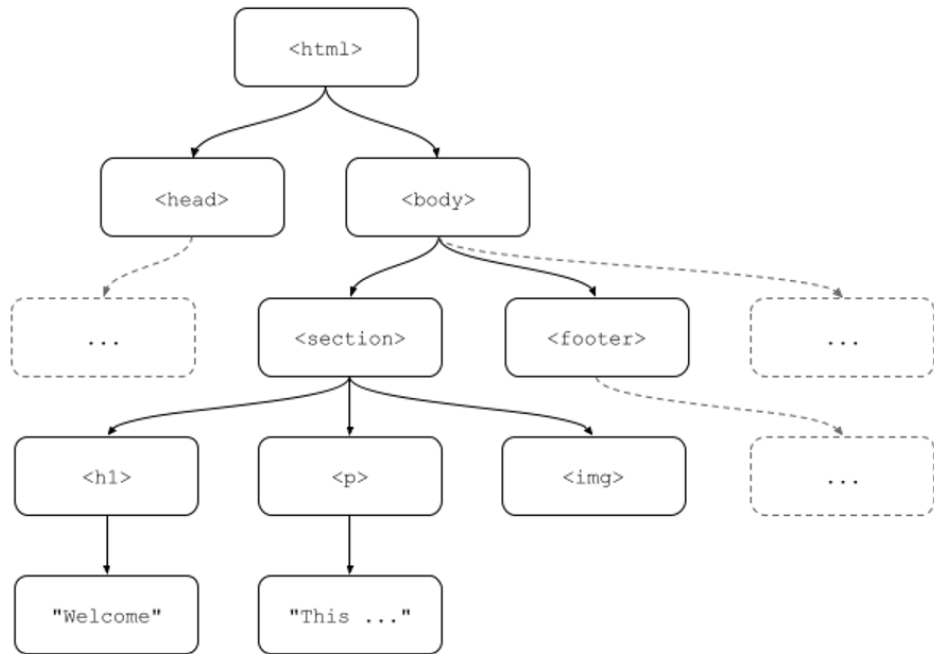 <html>
<head>
<body>
...
<section>
<footer>
...
<h1>
<p>
<img>
...
"Welcome"
"This ..."